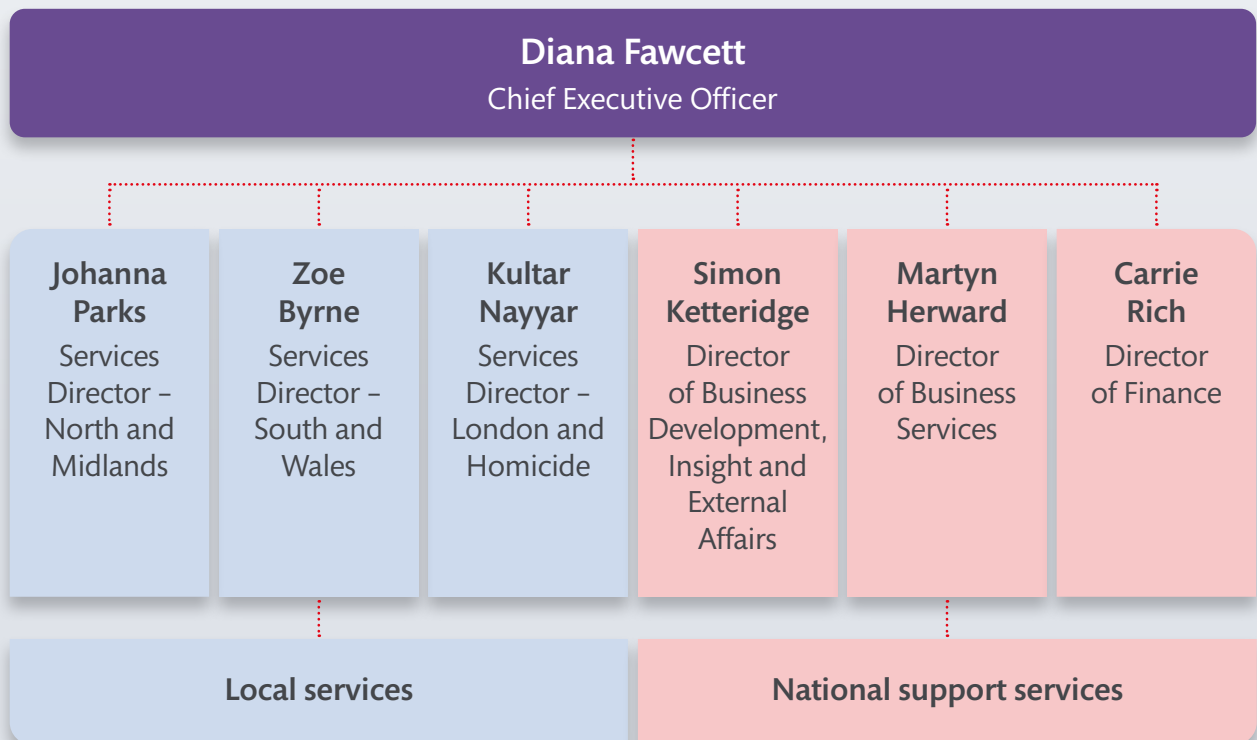 Diana Fawcett
Chief Executive Officer
Johanna
Parks
Services
Director –
North and
Midlands
Zoe
Byrne
Services
Director –
South and
Wales
Kultar
Nayyar
Services
Director –
London and
Homicide
Simon
Ketteridge
Director
of Business
Development,
Insight and
External
Affairs
Martyn
Herward
Director
of Business
Services
Carrie
Rich
Director
of Finance
Local services
National support services